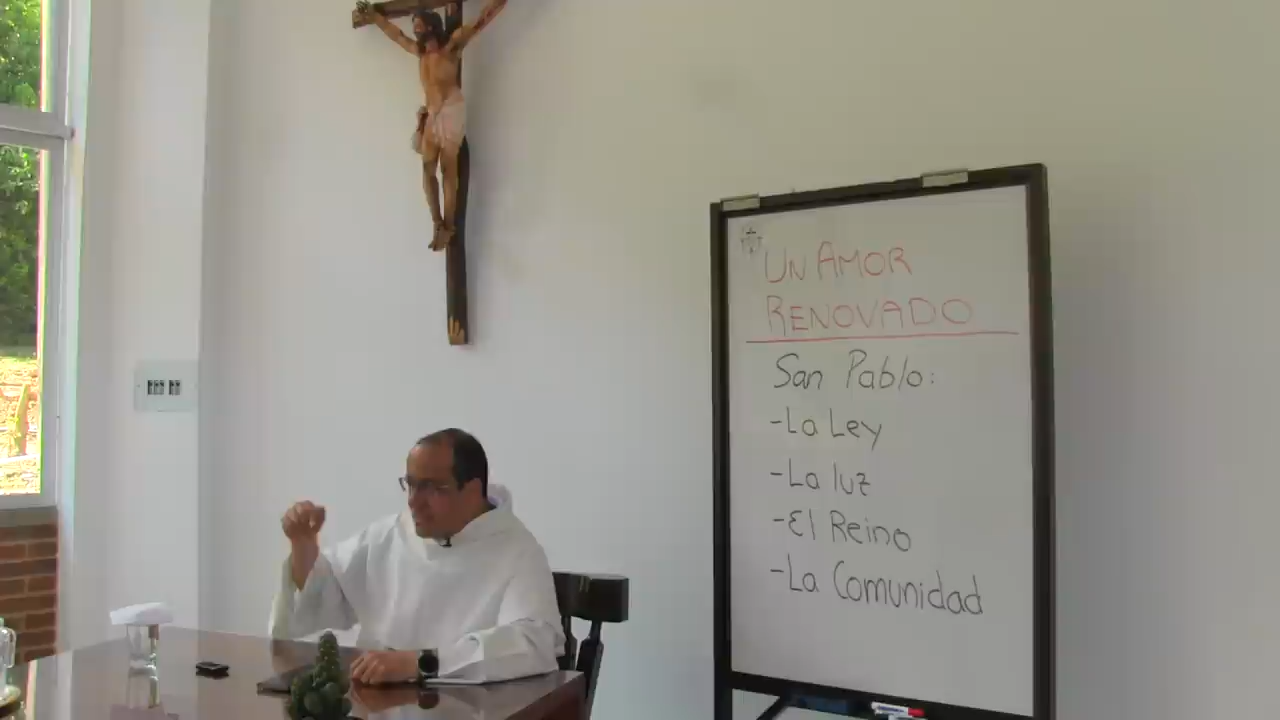 UN AMOR
RENOVADO
San Pablo:
-La Ley
-La luz
-El Reino
-La Comunidad